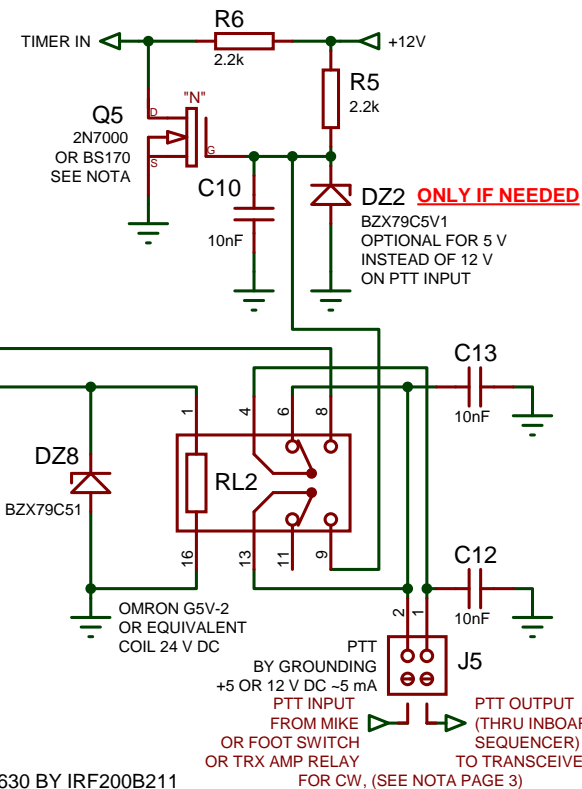 R6
TIMER IN
+12V
2.2k
R5
2.2k
"N"
D
G
S
Q5
2N7000
OR BS170
SEE NOTA
C10
10nF
DZ2 ONLY IF NEEDED
BZX79C5V1
OPTIONAL FOR 5 V
INSTEAD OF 12 V
ON PTT INPUT
C13
10nF
1
4
6
8
DZ8
BZX79C51
RL2
16
13
11
9
OMRON G5V-2
OR EQUIVALENT
COIL 24 V DC
C12
10nF
2
1
J5
PTT
BY GROUNDING
+5 OR 12 V DC ~5 mA
PTT INPUT
FROM MIKE
OR FOOT SWITCH
OR TRX AMP RELAY
FOR CW, (SEE NOTA PAGE 3)
PTT OUTPUT
(THRU INBOAR
SEQUENCER)
TO TRANSCEIVE
630 BY IRF200B211